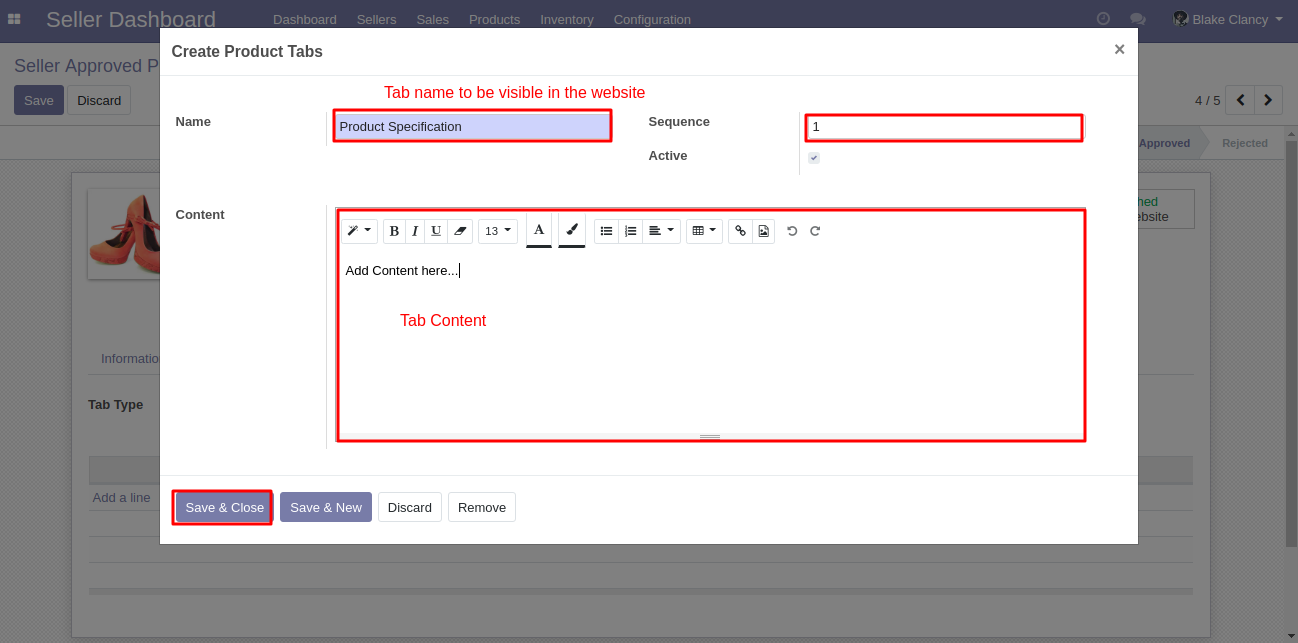 Seller Dashboard
Dashboard Sellers Sales Products Inventory Configuration
Blake Clancy
Seller Approved P
Save Discard
4 / 5
Approved Rejected
Create Product Tabs ×
Tab name to be visible in the website
Name
Product Specification
Sequence
1
Active
Content
B I U 13 A
Add Content here...
Tab Content
hed
ebsite
Informatio
Tab Type
Add a line
Save & Close Save & New Discard Remove